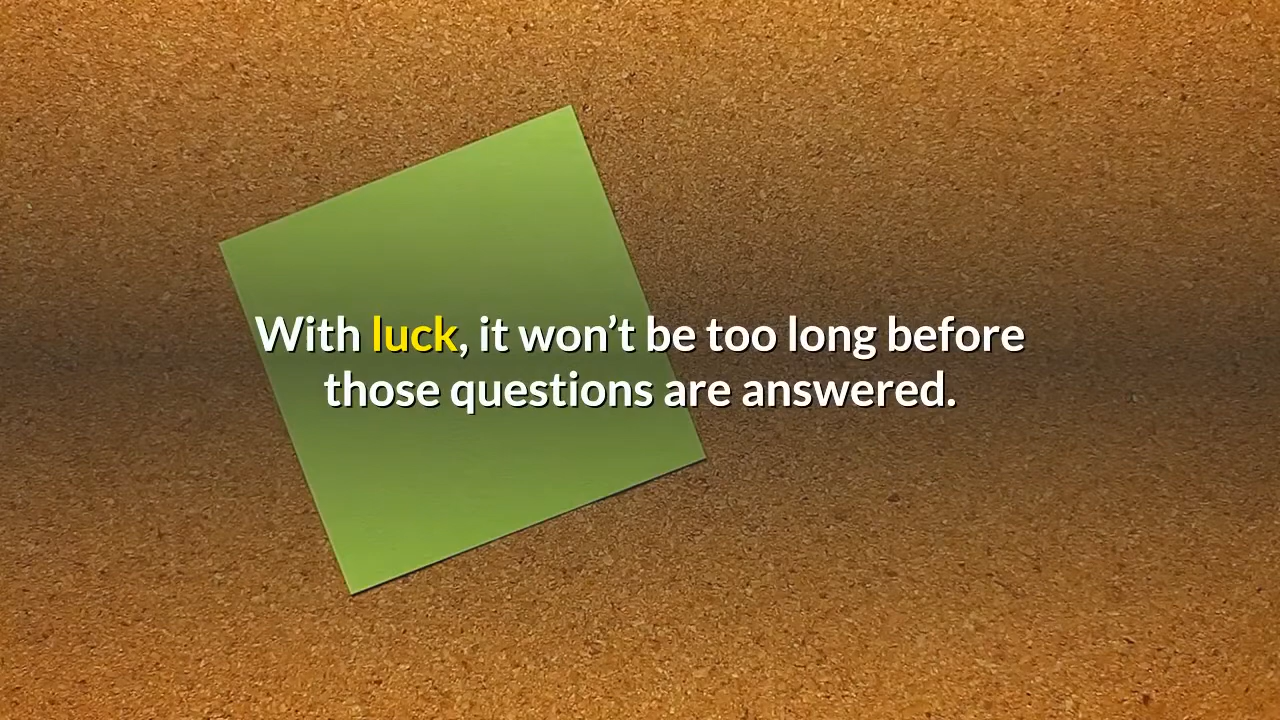 With luck, it won’t be too long before
those questions are answered.